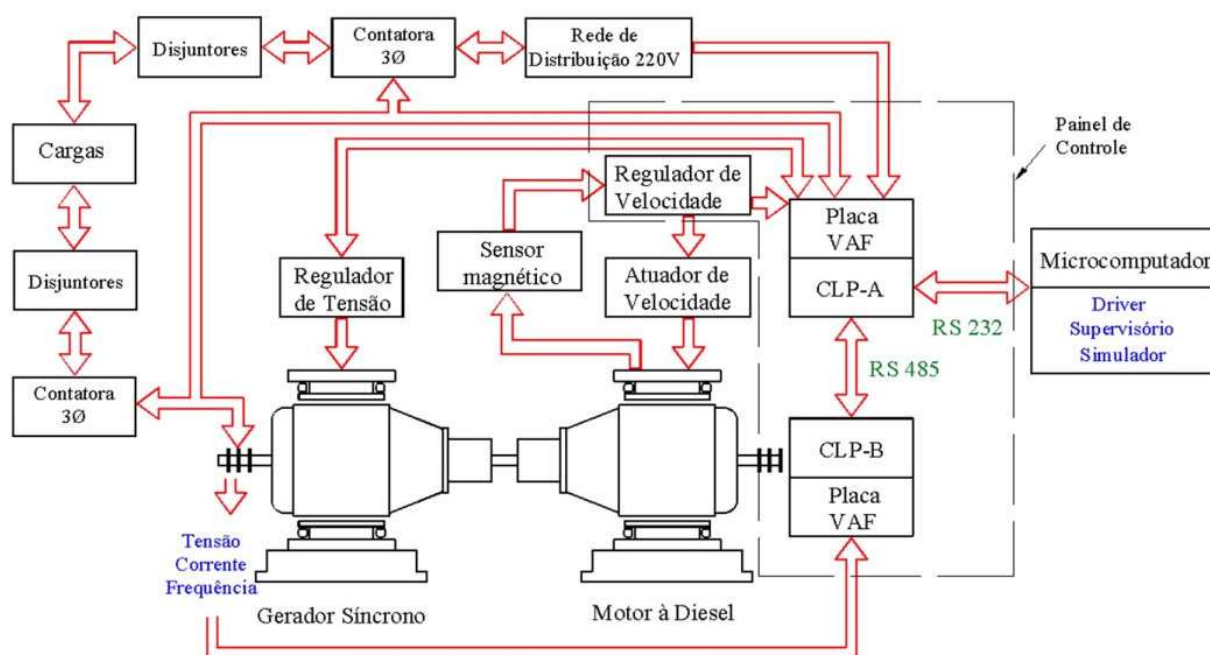 Disjuntores
Contatora
3Ø
Rede de
Distribuição 220V
Painel de
Controle
Cargas
Regulador de
Velocidade
Placa
VAF
Sensor
magnético
Regulador
de Tensão
Atuador de
Velocidade
CLP-A
Microcomputador
Driver
Supervisório
Simulador
RS 232
RS 485
Disjuntores
Contatora
3Ø
CLP-B
Placa
VAF
Tensão
Corrente
Frequência
Gerador Síncrono
Motor à Diesel